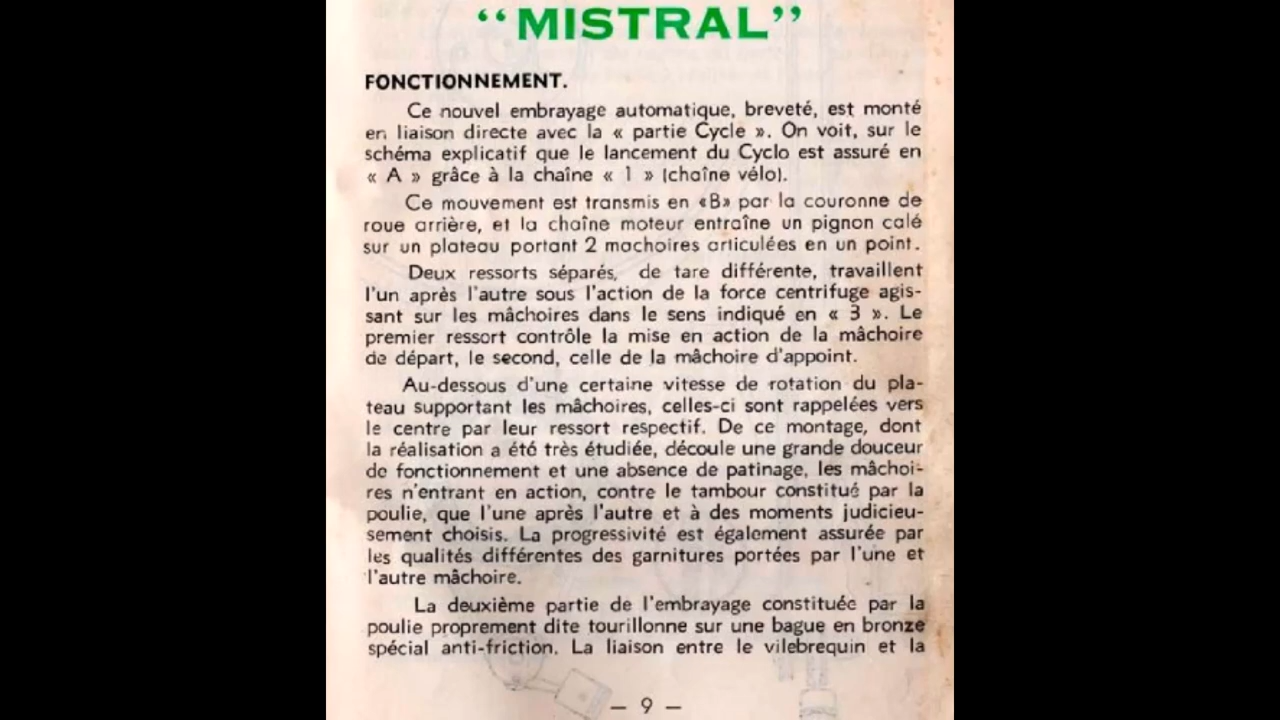 “MISTRAL”
FONCTIONNEMENT.
Ce nouvel embrayage automatique, breveté, est monté
en liaison directe avec la « partie Cycle ». On voit, sur le
schéma explicatif que le lancement du Cyclo est assuré en
« A » grâce à la chaîne « 1 » (chaîne vélo).
Ce mouvement est transmis en «B» par la couronne de
roue arrière, et la chaîne moteur entraîne un pignon calé
sur un plateau portant 2 machoires articulées en un point.
Deux ressorts séparés, de tare différente, travaillent
l'un après l'autre sous l'action de la force centrifuge agis-
sant sur les mâchoires dans le sens indiqué en « 3 ». Le
premier ressort contrôle la mise en action de la mâchoire
de départ, le second, celle de la mâchoire d'appoint.
Au-dessous d'une certaine vitesse de rotation du pla-
teau supportant les mâchoires, celles-ci sont rappelées vers
le centre par leur ressort respectif. De ce montage, dont
la réalisation a été très étudiée, découle une grande douceur
de fonctionnement et une absence de patinage, les mâchoi-
res n'entrant en action, contre le tambour constitué par la
poulie, que l'une après l'autre et à des moments judicieu-
sement choisis. La progressivité est également assurée par
les qualités différentes des garnitures portées par l'une et
l'autre mâchoire.
La deuxième partie de l'embrayage constituée par la
poulie proprement dite tourillonne sur une bague en bronze
spécial anti-friction. La liaison entre le vilebrequin et la
— 9 —